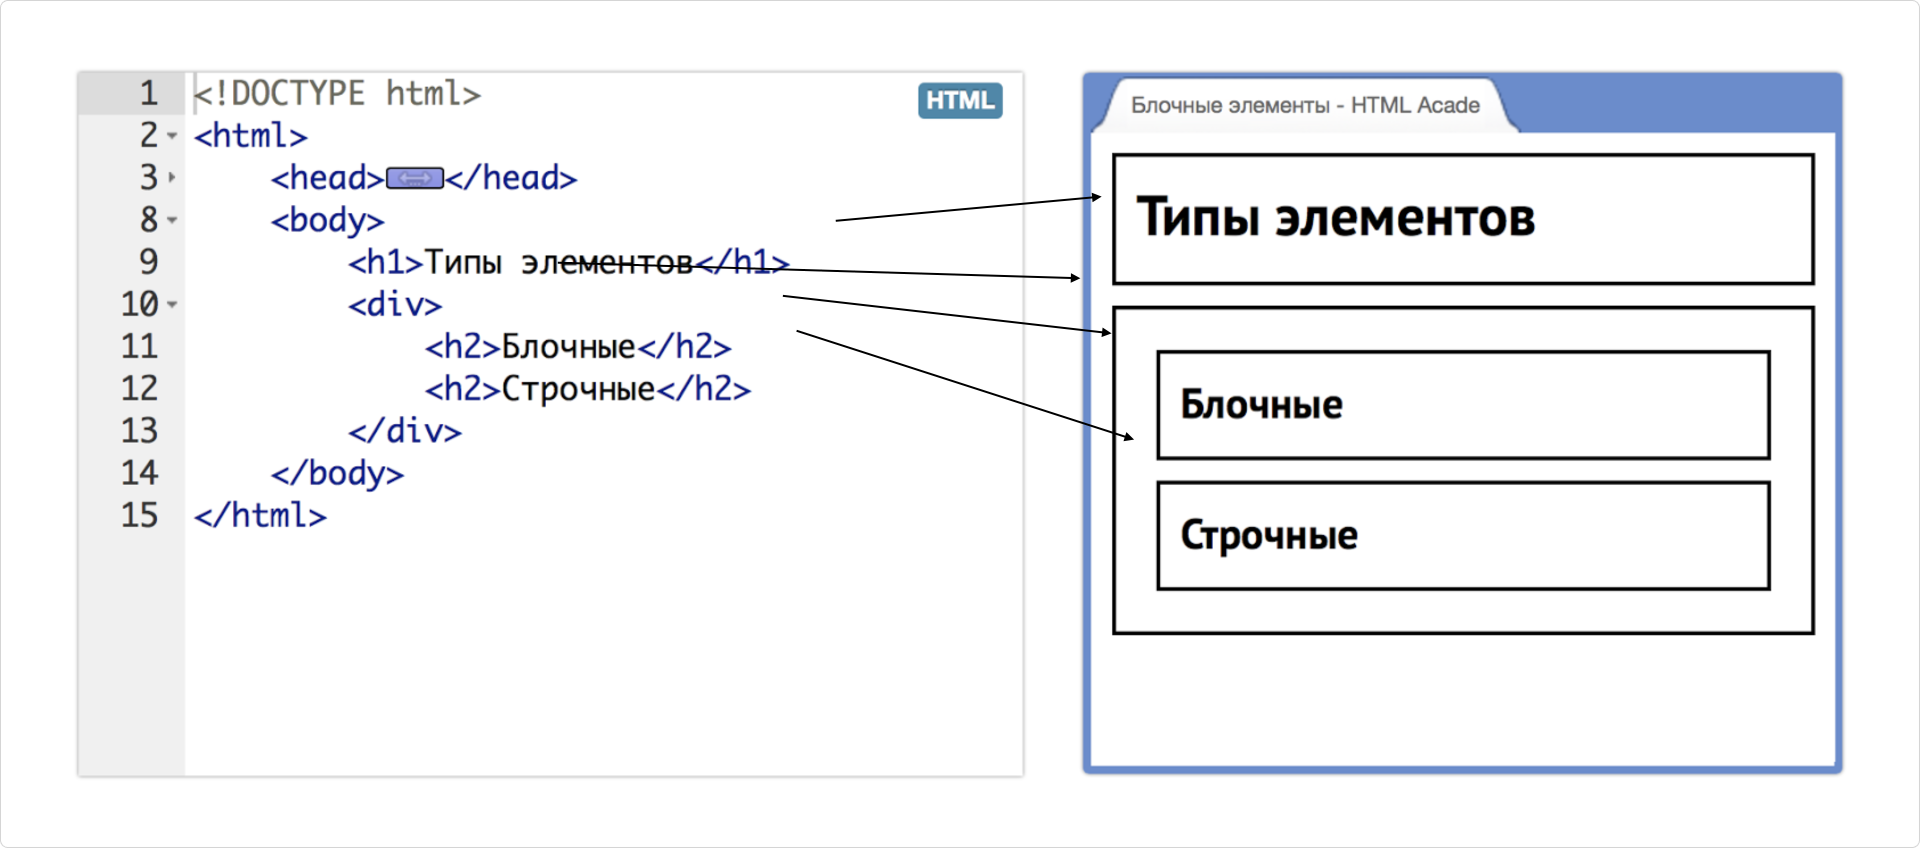 1 <!DOCTYPE html>
HTML
2 <html>
3 <head></head>
8 <body>
9 <h1>Типы элементов</h1>
10 <div>
11 <h2>Блочные</h2>
12 <h2>Строчные</h2>
13 </div>
14 </body>
15 </html>
Блочные элементы - HTML Acade
Типы элементов
Блочные
Строчные